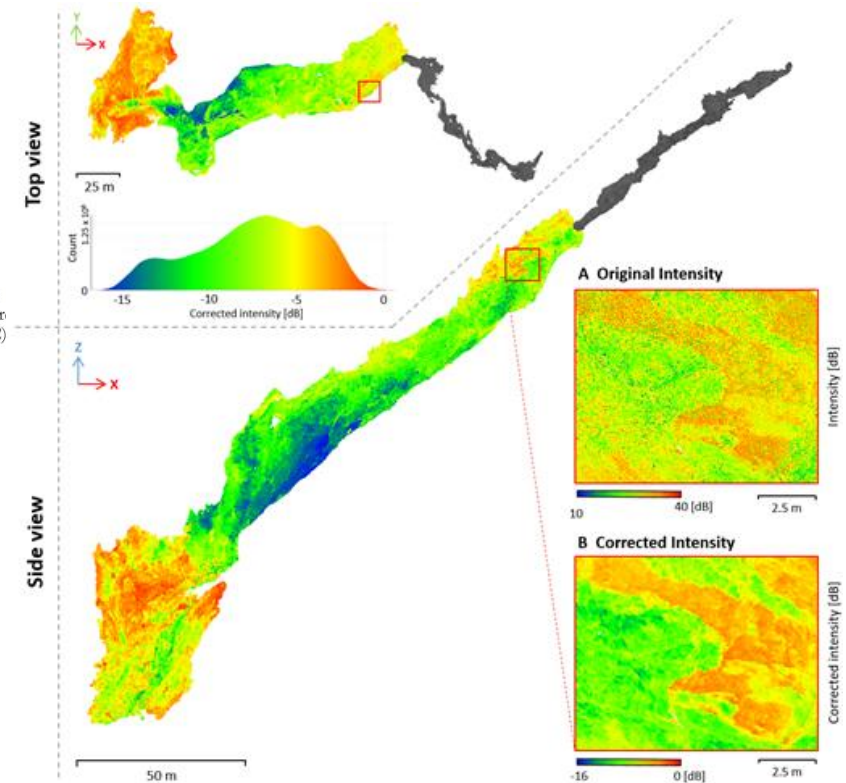 Top view
Y
X
25 m
Count
1.25 x 10⁶
0
-15
-10
-5
0
Corrected intensity [dB]
Side view
Z
X
50 m
A Original Intensity
Intensity [dB]
10
40 [dB]
2.5 m
B Corrected Intensity
Corrected intensity [dB]
-16
0 [dB]
2.5 m